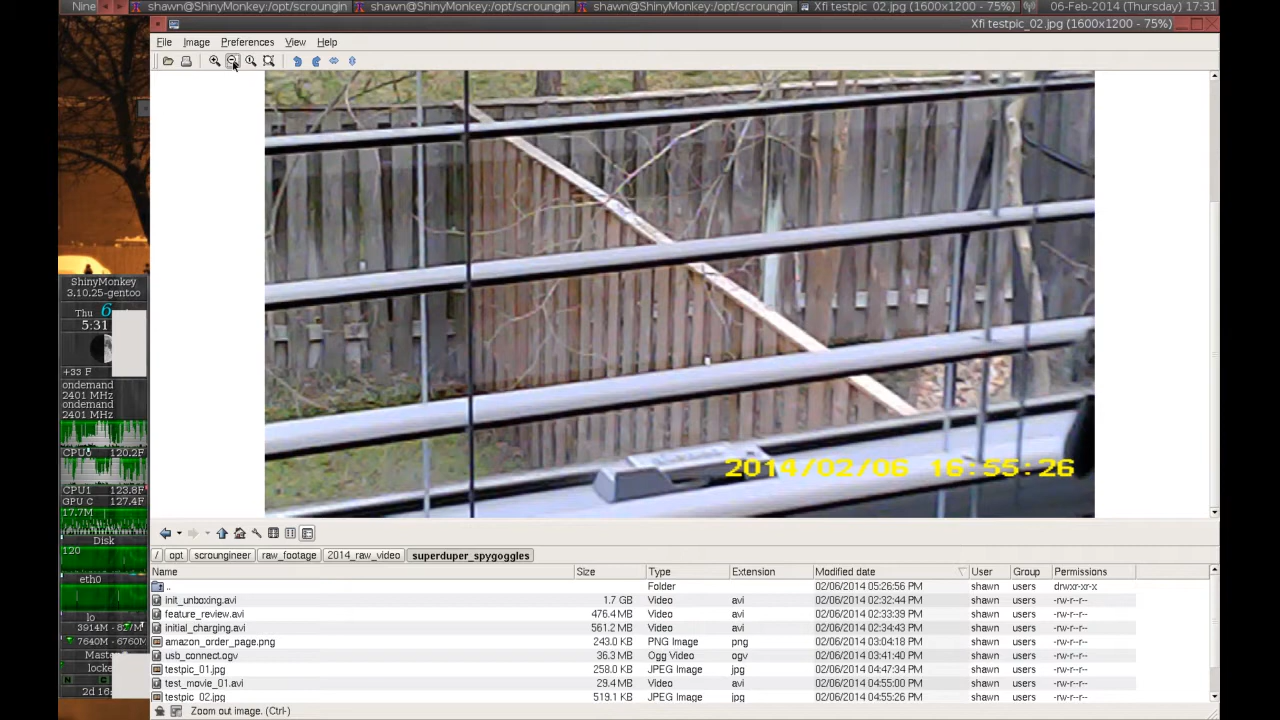 Nine shawn@ShinyMonkey:/opt/scroungin shawn@ShinyMonkey:/opt/scroungin shawn@ShinyMonkey:/opt/scroungin Xfi testpic_02.jpg (1600x1200 - 75%) 06-Feb-2014 (Thursday) 17:31
Xfi testpic_02.jpg (1600x1200 - 75%)
File Image Preferences View Help
2014/02/06 16:55:26
ShinyMonkey
3.10.25-gentoo
Thu 6
5:31
+33 F
ondemand
2401 MHz
ondemand
2401 MHz
CPU0 120.2F
CPU1 123.8F
GPU C 127.4F
17.7M
Disk
120
eth0
lo
3914M - 827M
7640M - 6760M
Maste
locke
N C
2d 16:
/ opt scroungineer raw_footage 2014_raw_video superduper_spygoggles
Name Size Type Extension Modified date User Group Permissions
.. Folder 02/06/2014 05:26:56 PM shawn users drwxr-xr-x
init_unboxing.avi 1.7 GB Video avi 02/06/2014 02:32:44 PM shawn users -rw-r--r--
feature_review.avi 476.4 MB Video avi 02/06/2014 02:33:39 PM shawn users -rw-r--r--
initial_charging.avi 561.2 MB Video avi 02/06/2014 02:34:43 PM shawn users -rw-r--r--
amazon_order_page.png 243.0 KB PNG Image png 02/06/2014 03:04:18 PM shawn users -rw-r--r--
usb_connect.ogv 36.3 MB Ogg Video ogv 02/06/2014 03:41:40 PM shawn users -rw-r--r--
testpic_01.jpg 258.0 KB JPEG Image jpg 02/06/2014 04:47:34 PM shawn users -rw-r--r--
test_movie_01.avi 29.4 MB Video avi 02/06/2014 04:55:00 PM shawn users -rw-r--r--
testpic_02.jpg 519.1 KB JPEG Image jpg 02/06/2014 04:55:26 PM shawn users -rw-r--r--
Zoom out image. (Ctrl-)